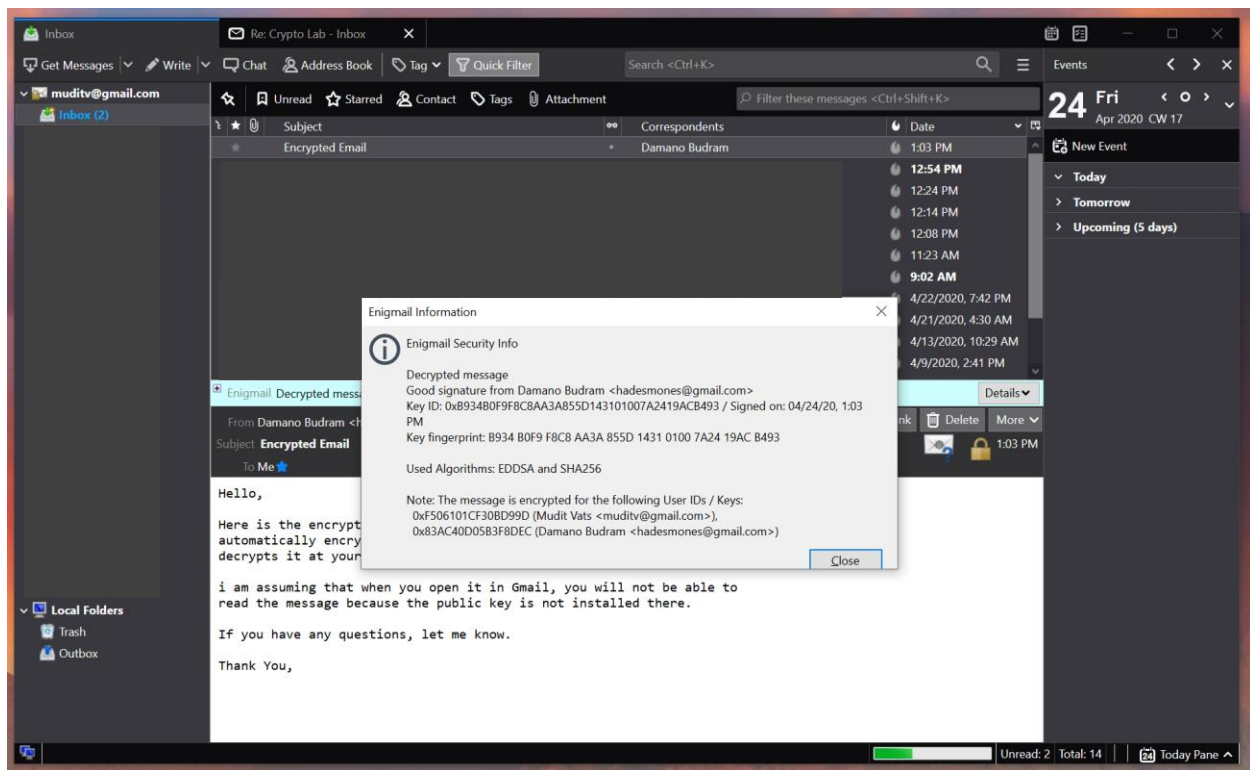 Inbox
Re: Crypto Lab - Inbox
Get Messages
Write
Chat
Address Book
Tag
Quick Filter
Search <Ctrl+K>
Events
muditv@gmail.com
Inbox (2)
Unread
Starred
Contact
Tags
Attachment
Filter these messages <Ctrl+Shift+K>
24 Fri
Apr 2020 CW 17
New Event
Today
Tomorrow
Upcoming (5 days)
Subject
Correspondents
Date
Encrypted Email
Damano Budram
1:03 PM
12:54 PM
12:24 PM
12:14 PM
12:08 PM
11:23 AM
9:02 AM
4/22/2020, 7:42 PM
4/21/2020, 4:30 AM
4/13/2020, 10:29 AM
4/9/2020, 2:41 PM
Enigmail Information
Enigmail Security Info
Decrypted message
Good signature from Damano Budram <hadesmones@gmail.com>
Key ID: 0xB934B0F9F8C8AA3A855D143101007A2419ACB493 / Signed on: 04/24/20, 1:03
PM
Key fingerprint: B934 B0F9 F8C8 AA3A 855D 1431 0100 7A24 19AC B493
Used Algorithms: EDDSA and SHA256
Note: The message is encrypted for the following User IDs / Keys:
0xF506101CF30BD99D (Mudit Vats <muditv@gmail.com>),
0x83AC40D05B3F8DEC (Damano Budram <hadesmones@gmail.com>)
Close
Enigmail Decrypted mess
Details
From Damano Budram <h
nk
Delete
More
Subject Encrypted Email
1:03 PM
To Me
Hello,
Here is the encrypt
automatically encry
decrypts it at your
i am assuming that when you open it in Gmail, you will not be able to
read the message because the public key is not installed there.
If you have any questions, let me know.
Thank You,
Local Folders
Trash
Outbox
Unread: 2
Total: 14
24
Today Pane